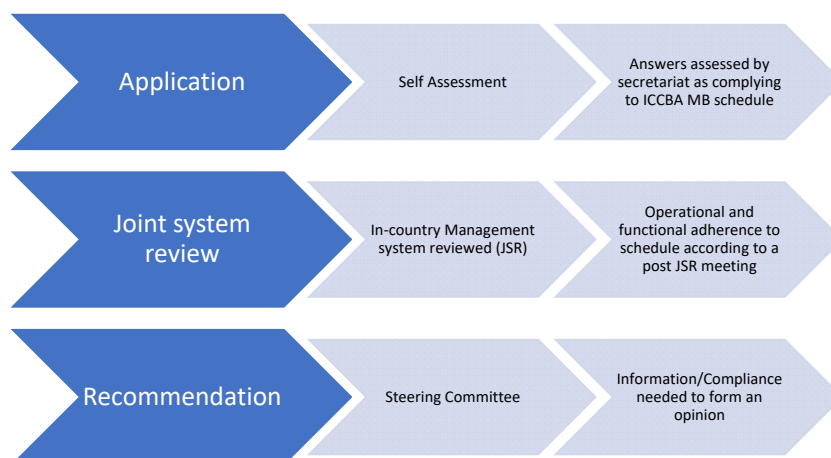 Application
Self Assessment
Answers assessed by
secretariat as complying
to ICCBA MB schedule
Joint system
review
In-country Management
system reviewed (JSR)
Operational and
functional adherence to
schedule according to a
post JSR meeting
Recommendation
Steering Committee
Information/Compliance
needed to form an
opinion